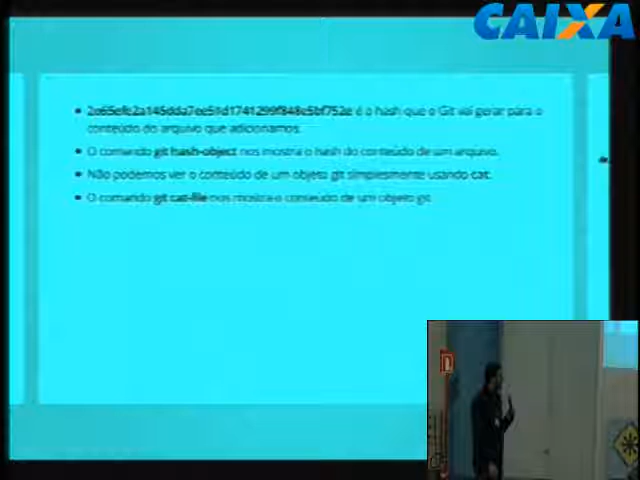 CAIXA
2e65efe2a145dda7ee51d1741299f848e5bf752e é o hash que o Git vai gerar para o
conteúdo do arquivo que adicionamos.
O comando git hash-object nos mostra o hash do conteúdo de um arquivo.
Não podemos ver o conteúdo de um objeto git simplesmente usando cat.
O comando git cat-file nos mostra o conteúdo de um objeto git